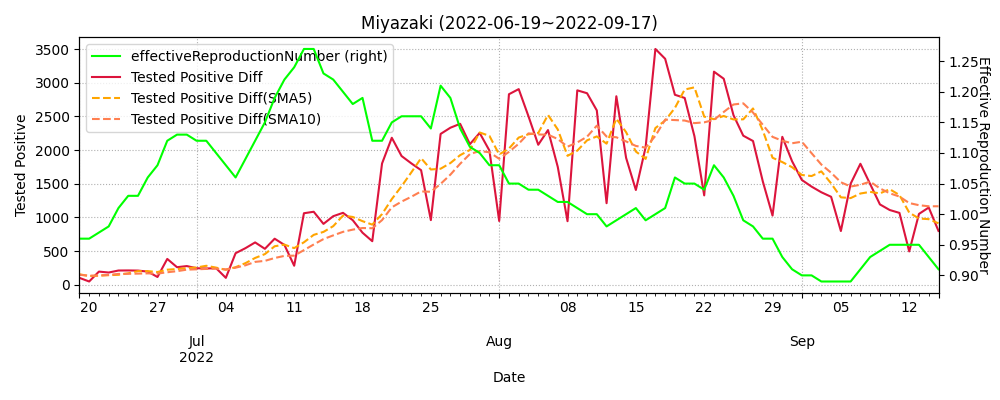 Miyazaki (2022-06-19~2022-09-17)
effectiveReproductionNumber (right)
Tested Positive Diff
Tested Positive Diff(SMA5)
Tested Positive Diff(SMA10)
Tested Positive
3500
3000
2500
2000
1500
1000
500
0
1.25
1.20
1.15
1.10
1.05
1.00
0.95
0.90
Effective Reproduction Number
20 27 04 11 18 25 08 15 22 29 05 12
Jul Aug Sep
2022
Date